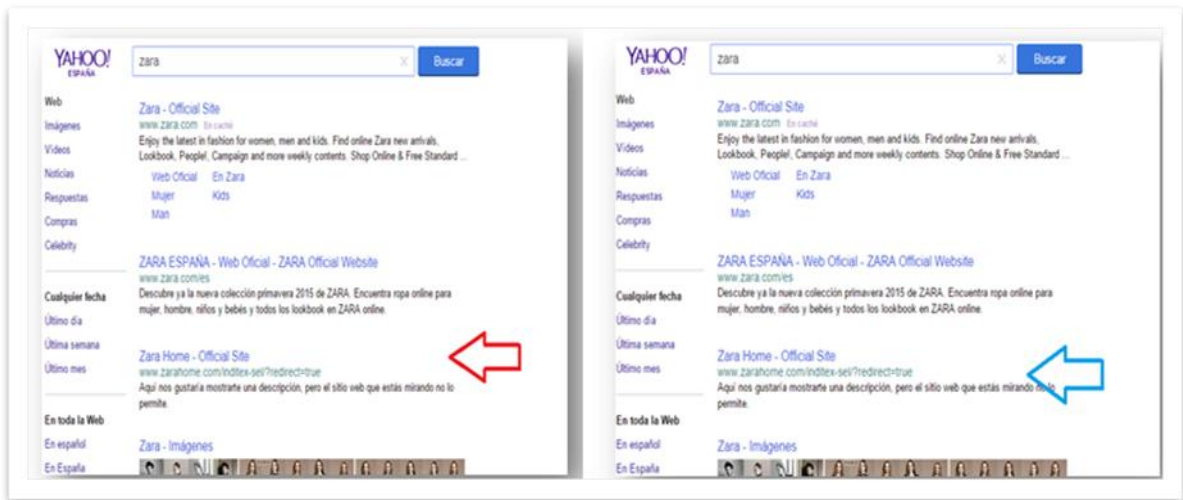 YAHOO!
ESPAÑA
zara
X
Buscar
Web
Imágenes
Vídeos
Noticias
Respuestas
Compras
Celebrity
Cualquier fecha
Último día
Última semana
Último mes
En toda la Web
En español
En España
Zara - Official Site
www.zara.com En caché
Enjoy the latest in fashion for women, men and kids. Find online Zara new arrivals,
Lookbook, People!, Campaign and more weekly contents. Shop Online & Free Standard ...
Web Oficial En Zara
Mujer Kids
Man
ZARA ESPAÑA - Web Oficial - ZARA Official Website
www.zara.com/es
Descubre ya la nueva colección primavera 2015 de ZARA. Encuentra ropa online para
mujer, hombre, niños y bebés y todos los lookbook en ZARA online.
Zara Home - Official Site
www.zarahome.com/inditex-sel/?redirect=true
Aquí nos gustaría mostrarte una descripción, pero el sitio web que estás mirando no lo
permite.
Zara - Imágenes
YAHOO!
ESPAÑA
zara
X
Buscar
Web
Imágenes
Vídeos
Noticias
Respuestas
Compras
Celebrity
Cualquier fecha
Último día
Última semana
Último mes
En toda la Web
En español
En España
Zara - Official Site
www.zara.com En caché
Enjoy the latest in fashion for women, men and kids. Find online Zara new arrivals,
Lookbook, People!, Campaign and more weekly contents. Shop Online & Free Standard ...
Web Oficial En Zara
Mujer Kids
Man
ZARA ESPAÑA - Web Oficial - ZARA Official Website
www.zara.com/es
Descubre ya la nueva colección primavera 2015 de ZARA. Encuentra ropa online para
mujer, hombre, niños y bebés y todos los lookbook en ZARA online.
Zara Home - Official Site
www.zarahome.com/inditex-sel/?redirect=true
Aquí nos gustaría mostrarte una descripción, pero el sitio web que estás mirando no lo
permite.
Zara - Imágenes